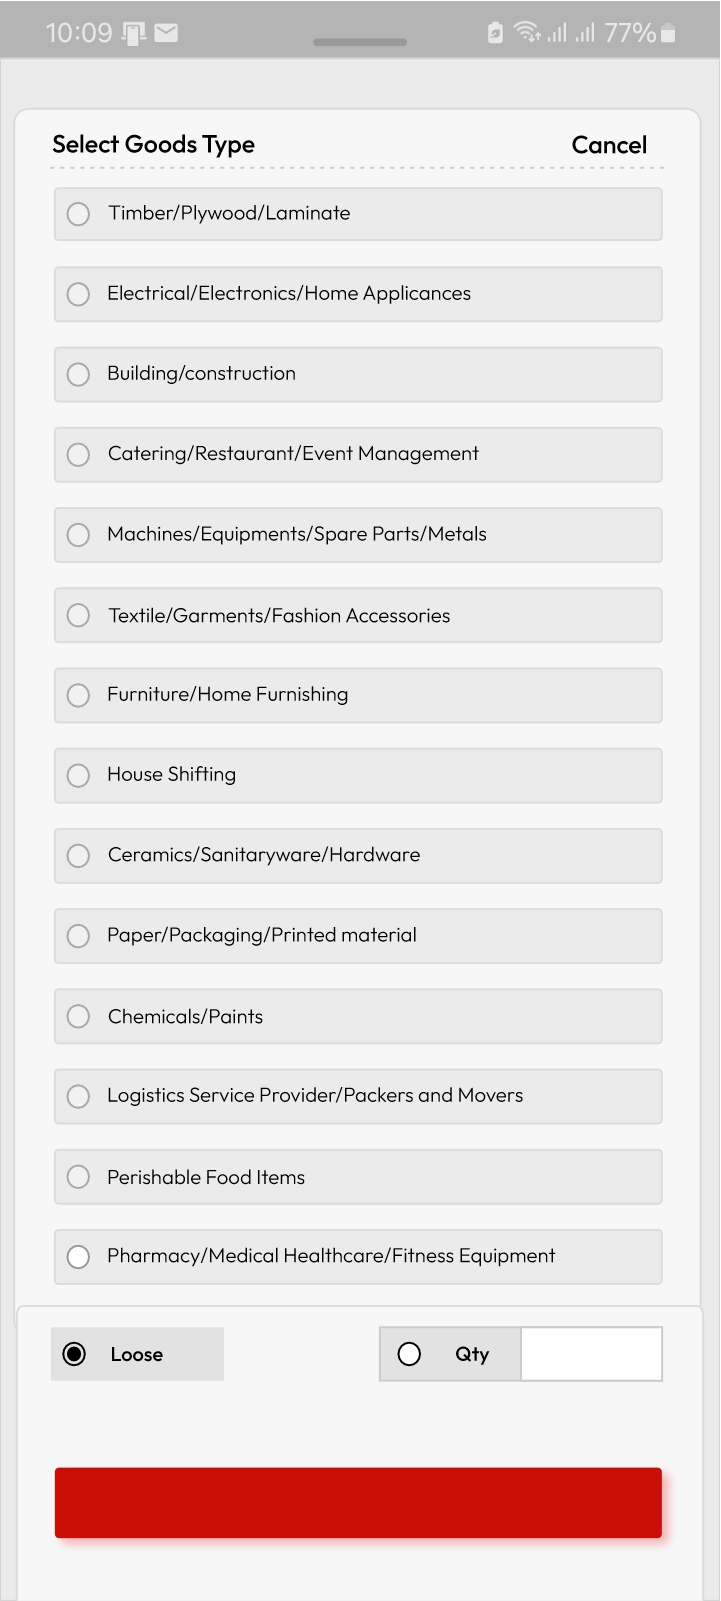 10:09 77%
Select Goods Type Cancel
Timber/Plywood/Laminate
Electrical/Electronics/Home Applicances
Building/construction
Catering/Restaurant/Event Management
Machines/Equipments/Spare Parts/Metals
Textile/Garments/Fashion Accessories
Furniture/Home Furnishing
House Shifting
Ceramics/Sanitaryware/Hardware
Paper/Packaging/Printed material
Chemicals/Paints
Logistics Service Provider/Packers and Movers
Perishable Food Items
Pharmacy/Medical Healthcare/Fitness Equipment
Loose Qty